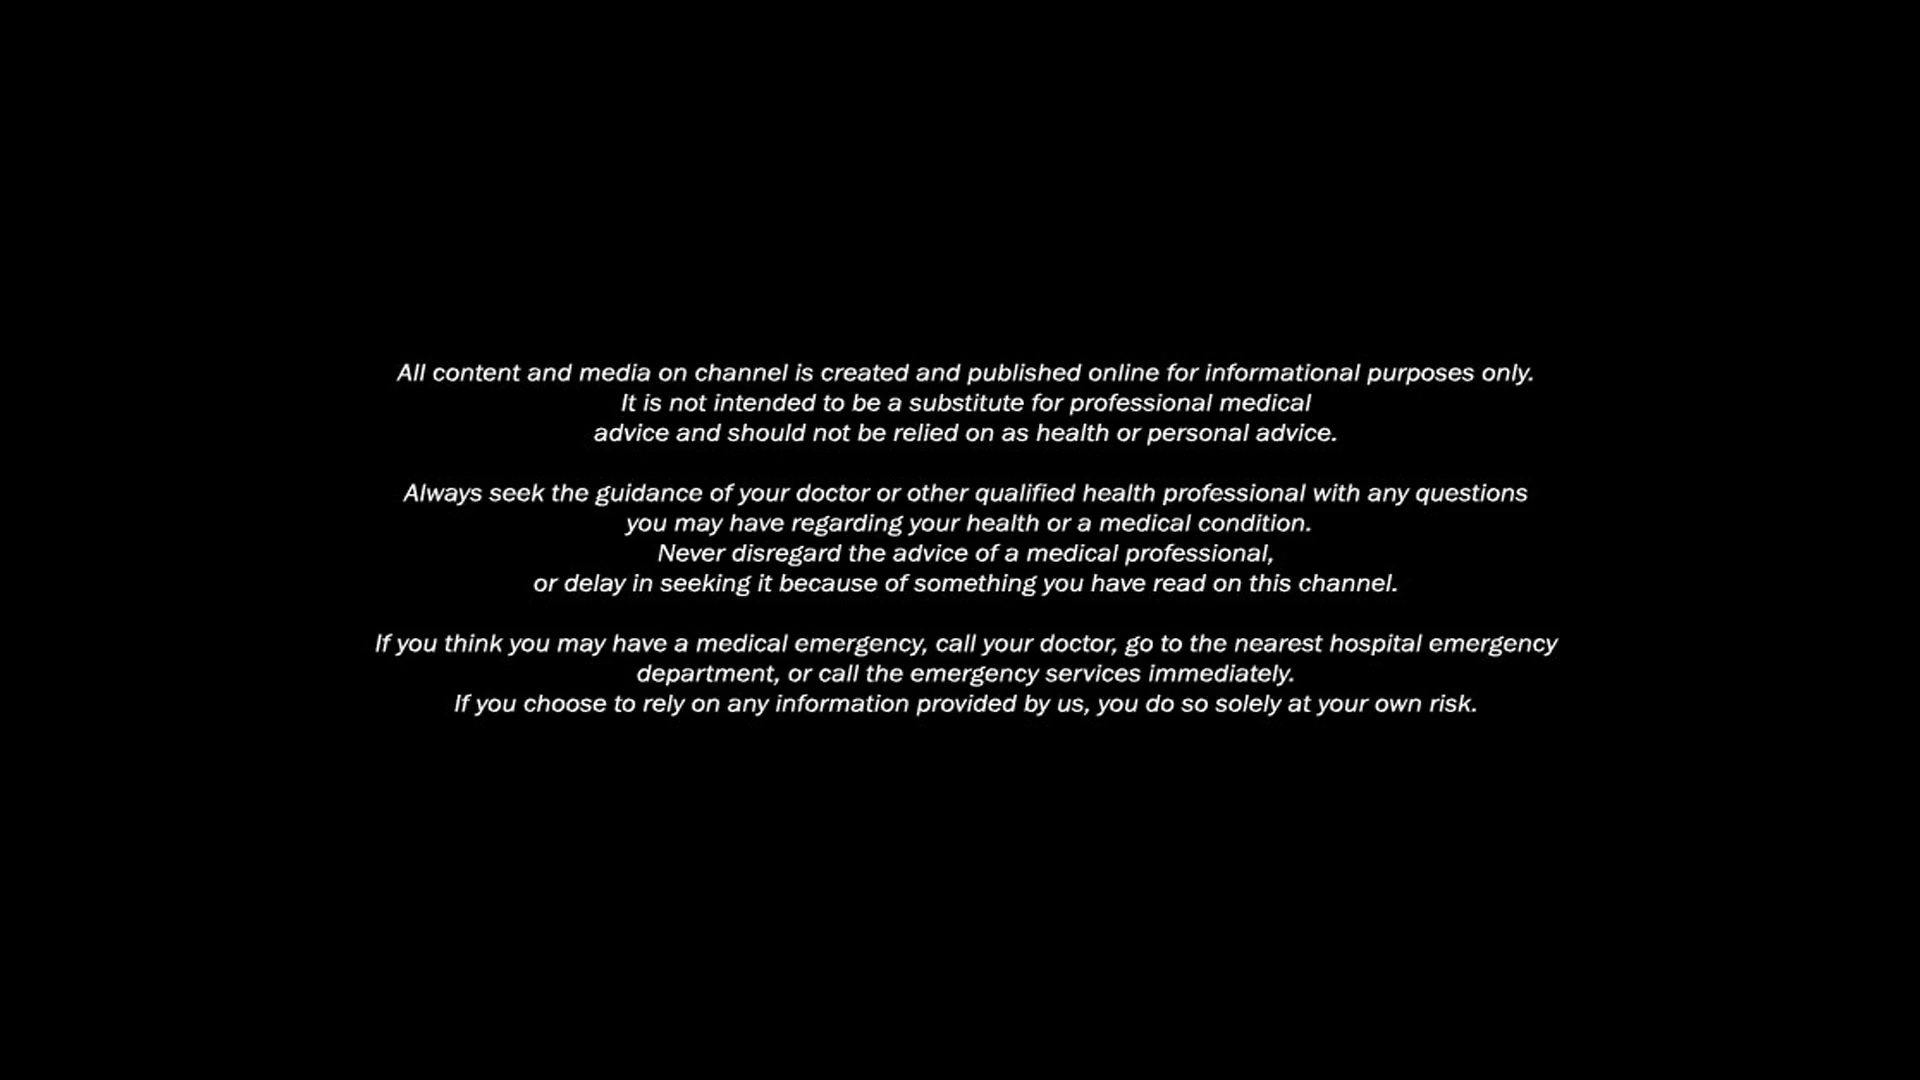 All content and media on channel is created and published online for informational purposes only.
It is not intended to be a substitute for professional medical
advice and should not be relied on as health or personal advice.
Always seek the guidance of your doctor or other qualified health professional with any questions
you may have regarding your health or a medical condition.
Never disregard the advice of a medical professional,
or delay in seeking it because of something you have read on this channel.
If you think you may have a medical emergency, call your doctor, go to the nearest hospital emergency
department, or call the emergency services immediately.
If you choose to rely on any information provided by us, you do so solely at your own risk.